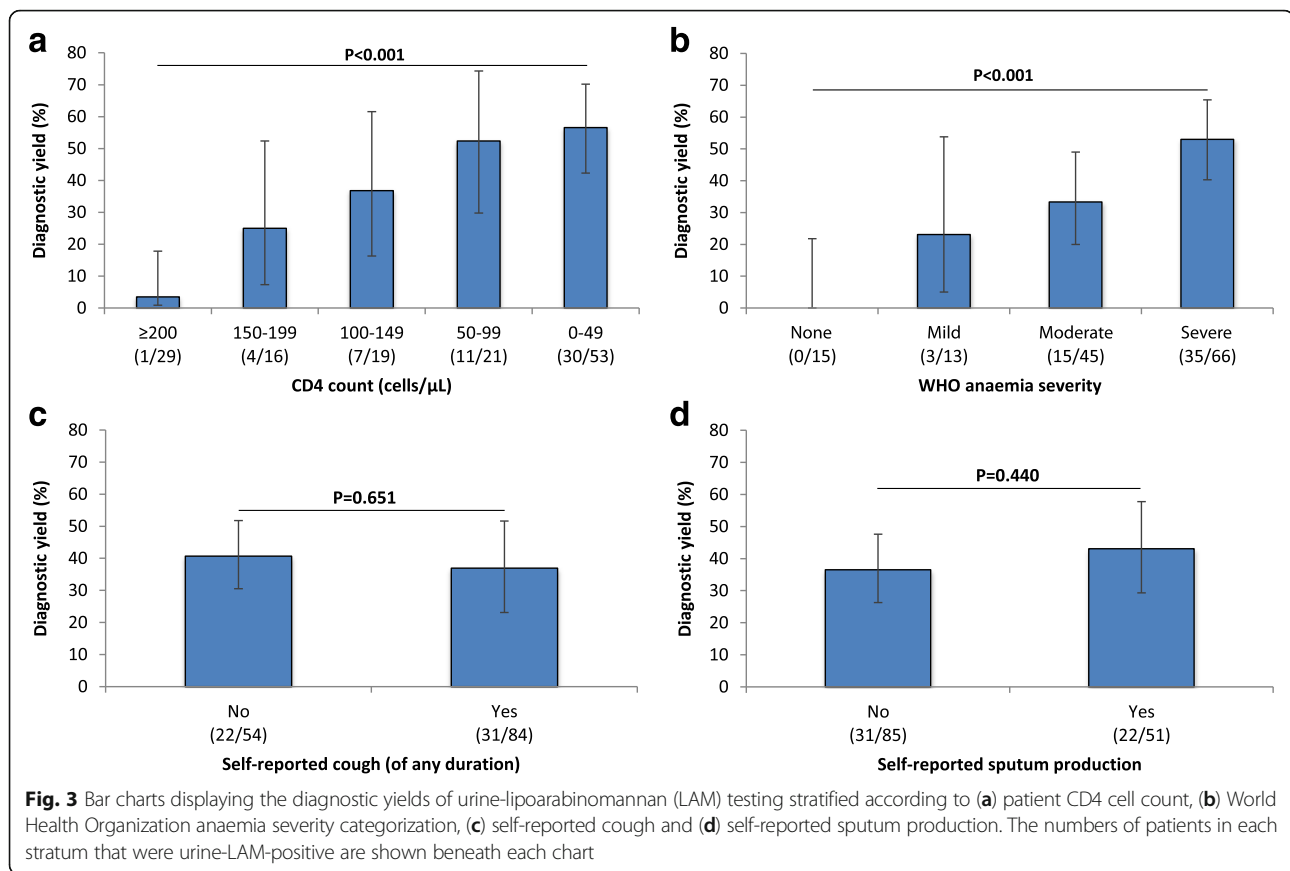 a
P<0.001
Diagnostic yield (%)
80
70
60
50
40
30
20
10
0
≥200 150-199 100-149 50-99 0-49
(1/29) (4/16) (7/19) (11/21) (30/53)
CD4 count (cells/µL)
b
P<0.001
Diagnostic yield (%)
80
70
60
50
40
30
20
10
0
None Mild Moderate Severe
(0/15) (3/13) (15/45) (35/66)
WHO anaemia severity
c
P=0.651
Diagnostic yield (%)
80
70
60
50
40
30
20
10
0
No Yes
(22/54) (31/84)
Self-reported cough (of any duration)
d
P=0.440
Diagnostic yield (%)
80
70
60
50
40
30
20
10
0
No Yes
(31/85) (22/51)
Self-reported sputum production
Fig. 3 Bar charts displaying the diagnostic yields of urine-lipoarabinomannan (LAM) testing stratified according to (a) patient CD4 cell count, (b) World
Health Organization anaemia severity categorization, (c) self-reported cough and (d) self-reported sputum production. The numbers of patients in each
stratum that were urine-LAM-positive are shown beneath each chart